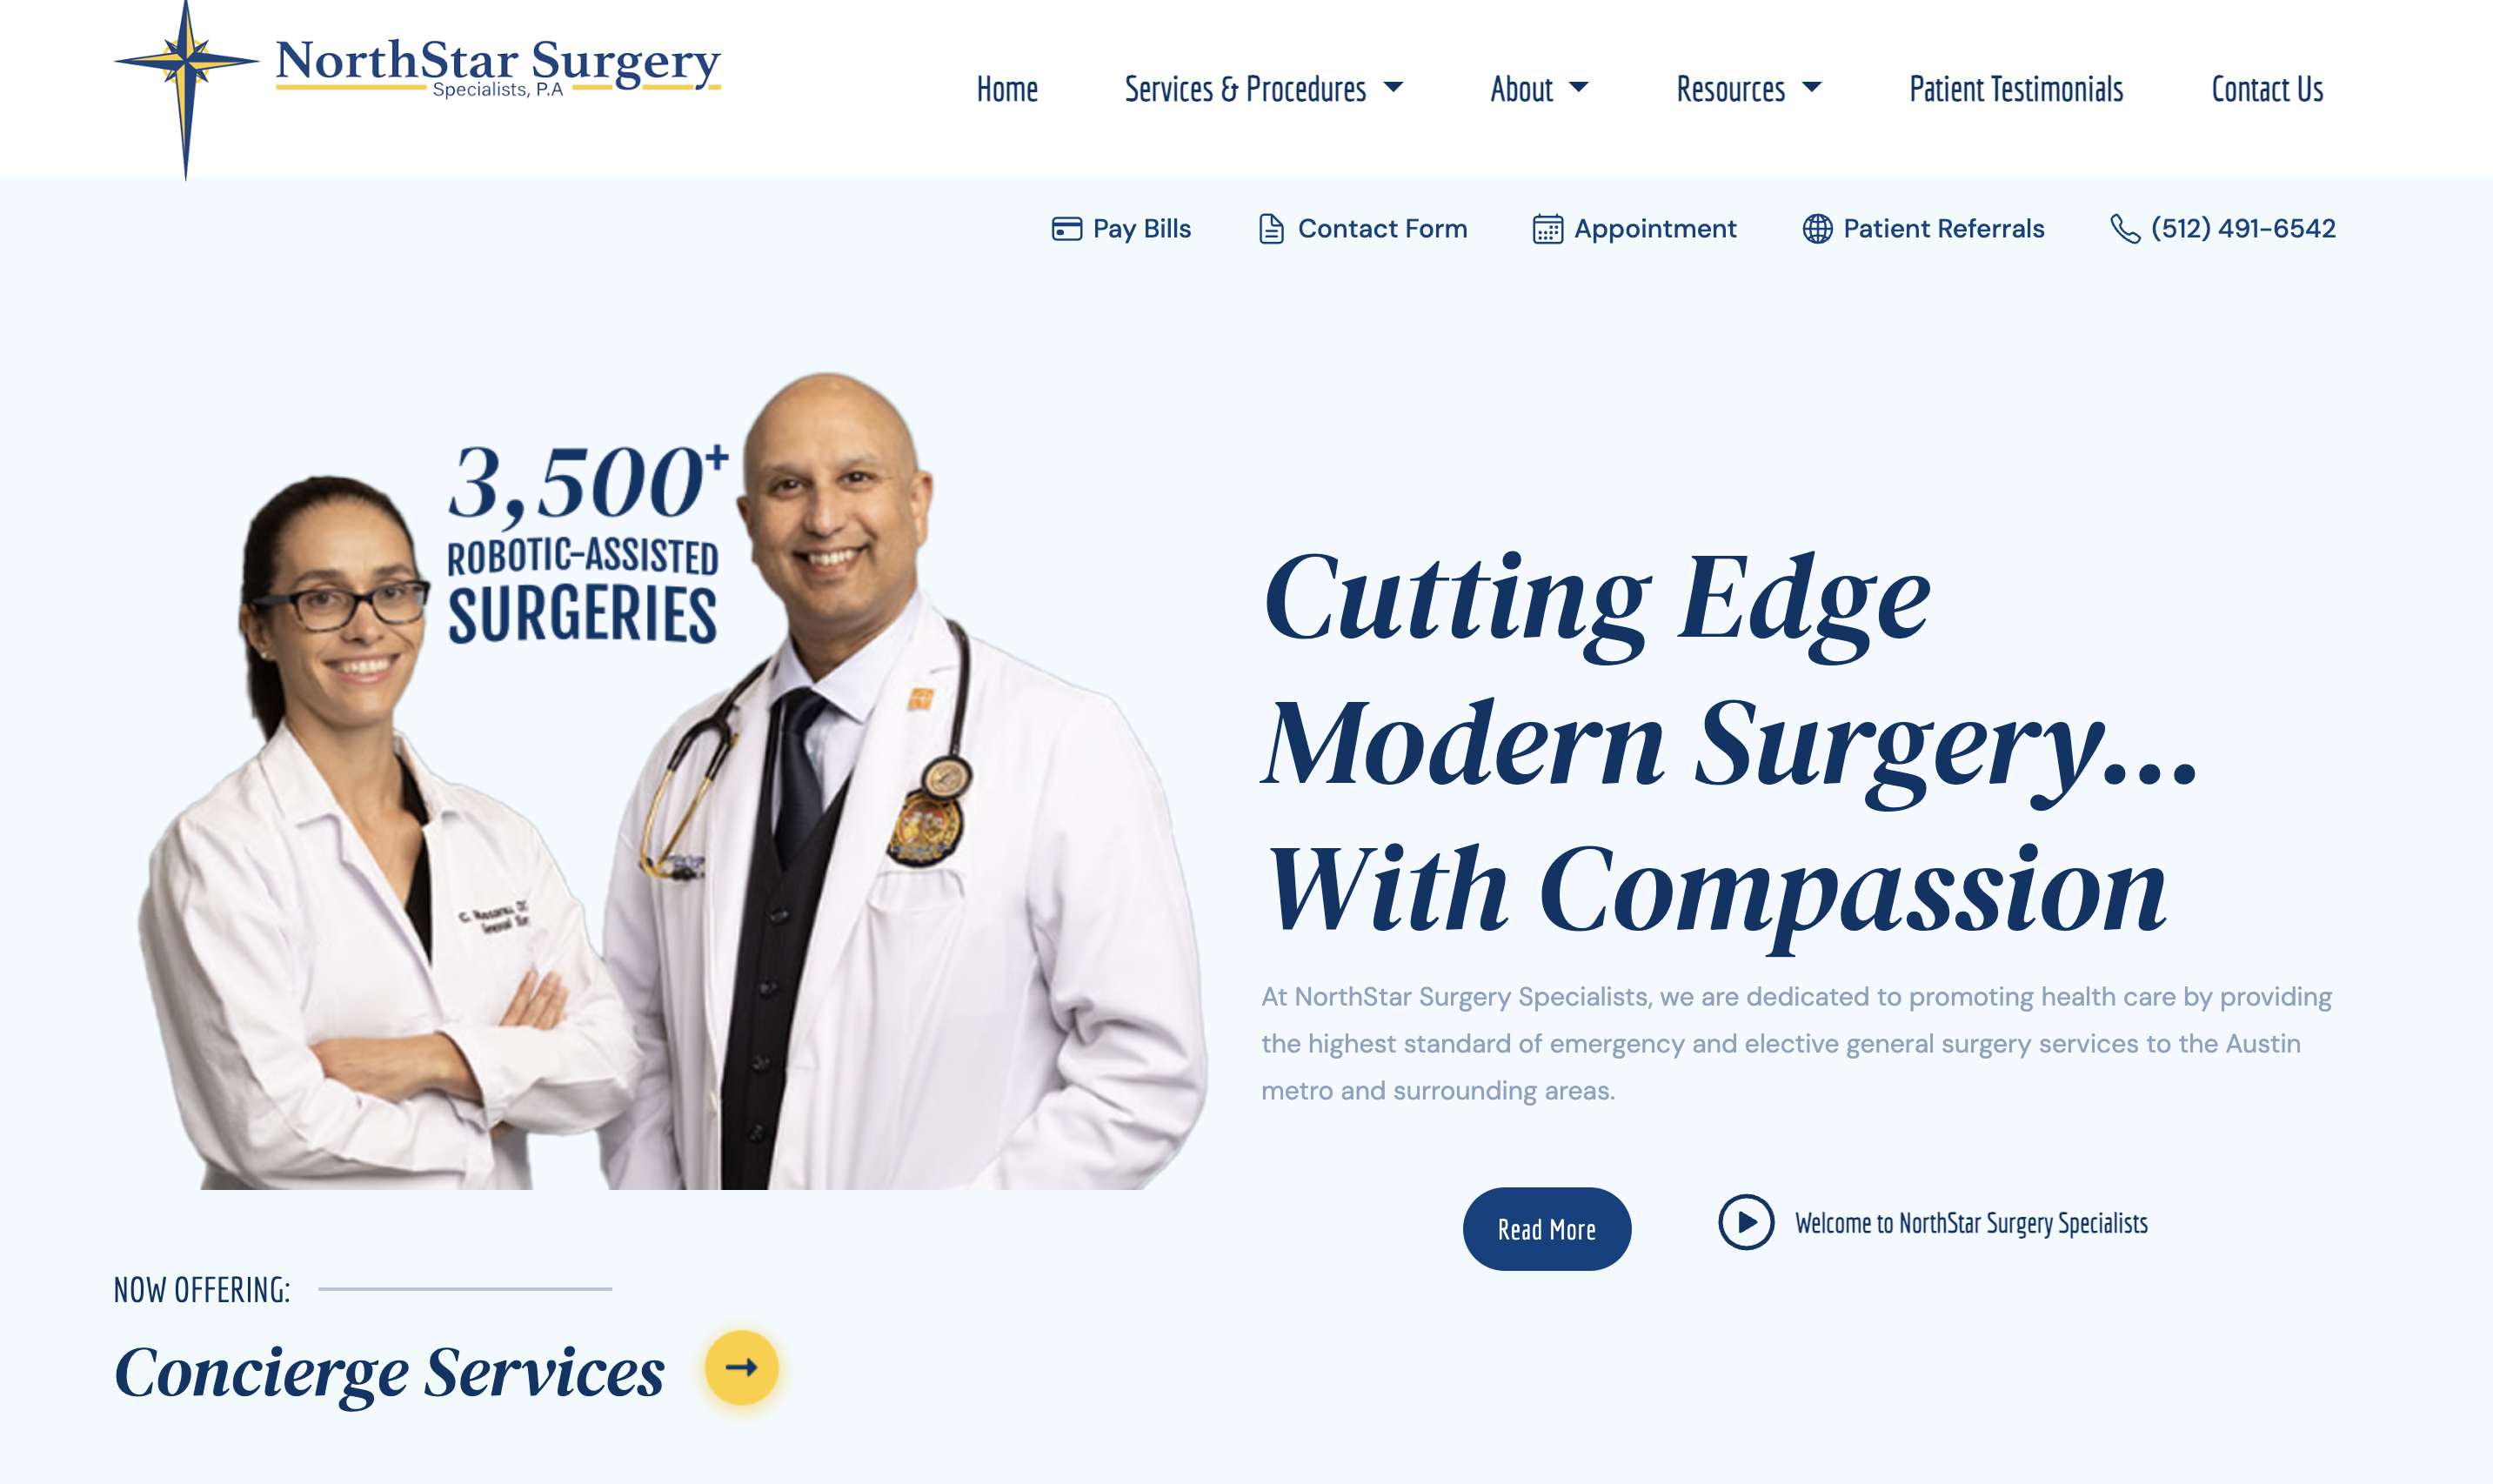 NorthStar Surgery
Specialists, P.A
Home
Services & Procedures
About
Resources
Patient Testimonials
Contact Us
Pay Bills
Contact Form
Appointment
Patient Referrals
(512) 491-6542
3,500+
ROBOTIC-ASSISTED
SURGERIES
Cutting Edge
Modern Surgery...
With Compassion
At NorthStar Surgery Specialists, we are dedicated to promoting health care by providing
the highest standard of emergency and elective general surgery services to the Austin
metro and surrounding areas.
Read More
Welcome to NorthStar Surgery Specialists
NOW OFFERING:
Concierge Services